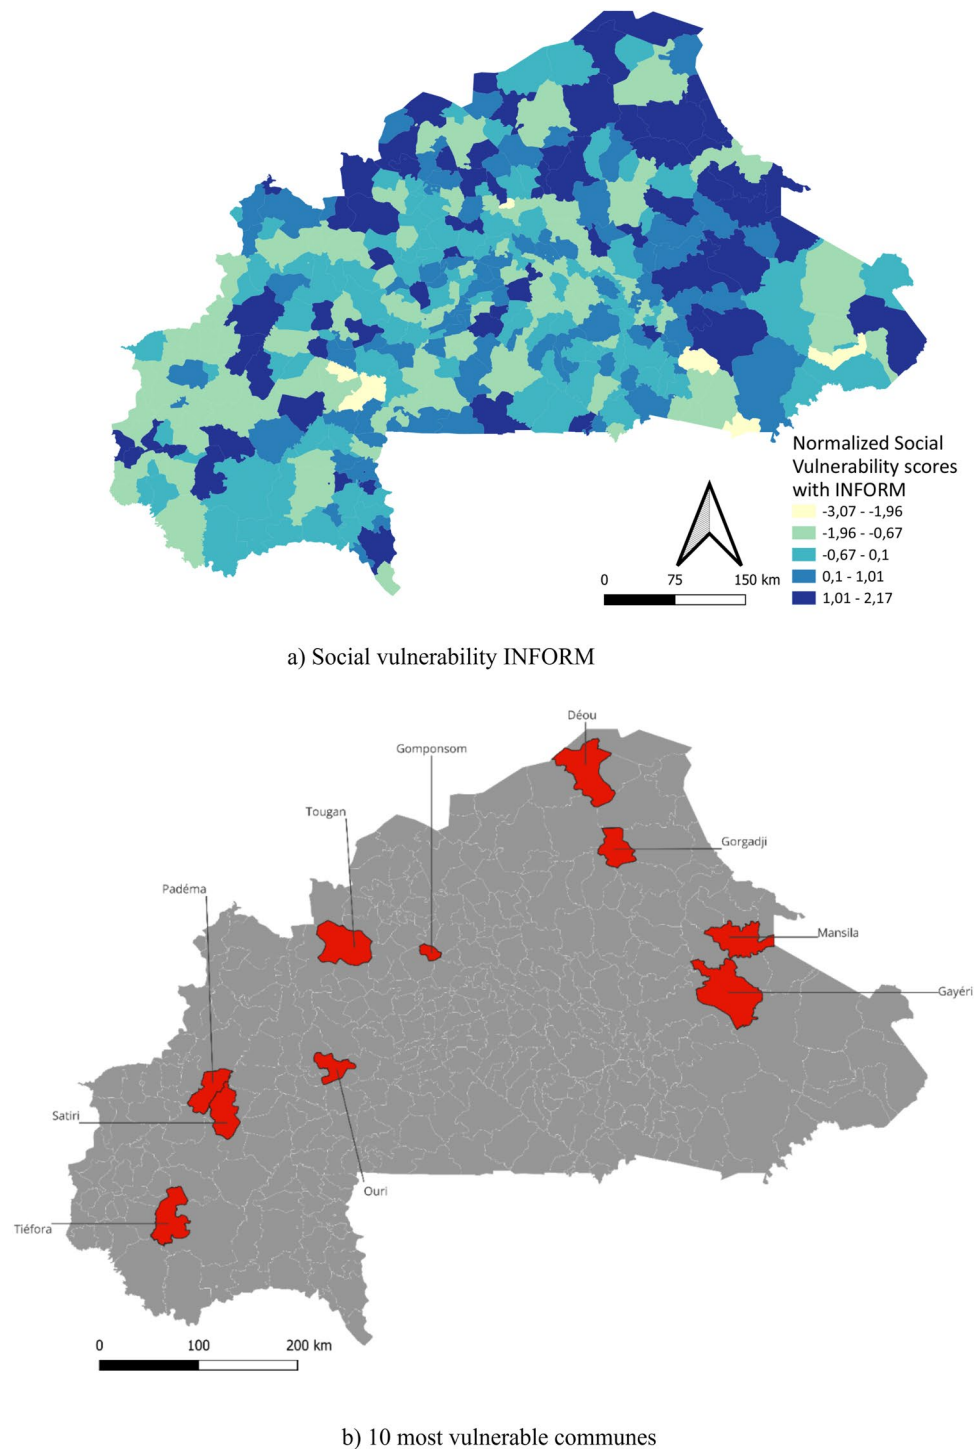 Normalized Social
Vulnerability scores
with INFORM
-3,07 - -1,96
-1,96 - -0,67
-0,67 - 0,1
0,1 - 1,01
1,01 - 2,17
0 75 150 km
a) Social vulnerability INFORM
Déou
Gomponsom
Tougan
Gorgadji
Padéma
Mansila
Gayéri
Satiri
Ouri
Tiéfora
0 100 200 km
b) 10 most vulnerable communes